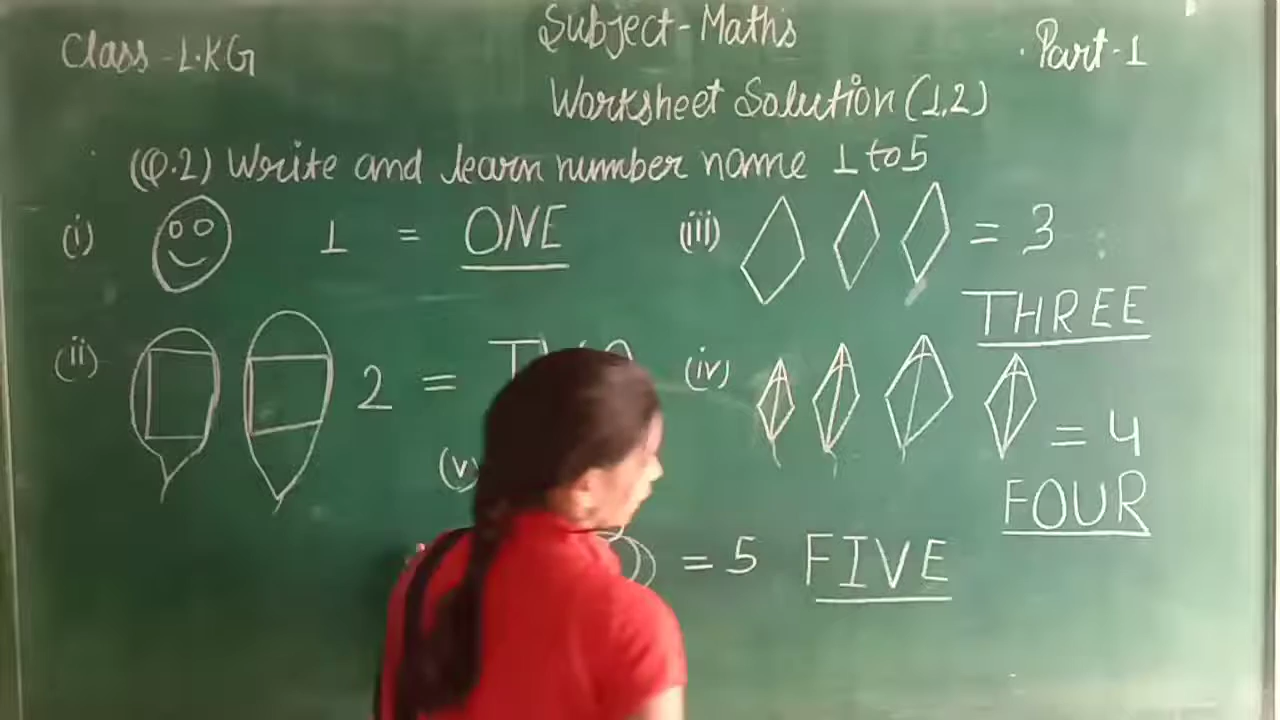 Class - L.KG
Subject - Maths
Part - 1
Worksheet Solution (1,2)
(Q.2) Write and learn number name 1 to 5
(i) 1 = ONE
(iii) = 3
THREE
(ii) 2 =
(iv) = 4
FOUR
(v)
= 5 FIVE